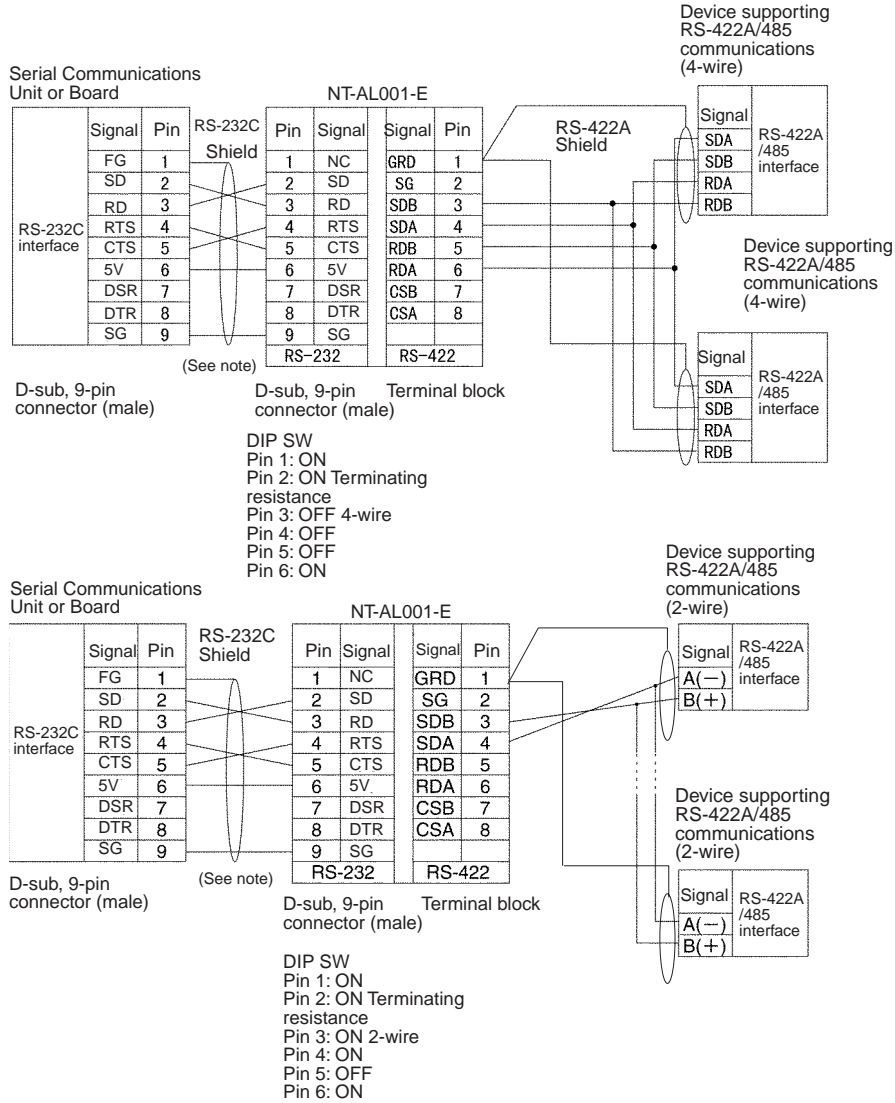 Device supporting
RS-422A/485
communications
(4-wire)
Serial Communications
Unit or Board
NT-AL001-E
Signal Pin RS-232C Pin Signal Signal Pin
Shield
RS-422A
Shield
Signal
FG 1 1 NC GRD 1
SD 2 2 SD SG 2
RD 3 3 RD SDB 3
RTS 4 4 RTS SDA 4
CTS 5 5 CTS RDB 5
5V 6 6 5V RDA 6
DSR 7 7 DSR CSB 7
DTR 8 8 DTR CSA 8
SG 9 9 SG
RS-232C
interface
RS-232 RS-422
(See note)
SDA
SDB
RDA
RDB
RS-422A
/485
interface
Device supporting
RS-422A/485
communications
(4-wire)
Signal
SDA
SDB
RDA
RDB
RS-422A
/485
interface
D-sub, 9-pin
connector (male)
D-sub, 9-pin
connector (male)
Terminal block
DIP SW
Pin 1: ON
Pin 2: ON Terminating
resistance
Pin 3: OFF 4-wire
Pin 4: OFF
Pin 5: OFF
Pin 6: ON
Device supporting
RS-422A/485
communications
(2-wire)
Serial Communications
Unit or Board
NT-AL001-E
RS-232C
Shield
Signal Pin Pin Signal Signal Pin
FG 1 1 NC GRD 1
SD 2 2 SD SG 2
RD 3 3 RD SDB 3
RTS 4 4 RTS SDA 4
CTS 5 5 CTS RDB 5
5V 6 6 5V RDA 6
DSR 7 7 DSR CSB 7
DTR 8 8 DTR CSA 8
SG 9 9 SG
RS-232C
interface
RS-232 RS-422
(See note)
Signal
A(−)
B(+)
RS-422A
/485
interface
Device supporting
RS-422A/485
communications
(2-wire)
Signal
A(−)
B(+)
RS-422A
/485
interface
D-sub, 9-pin
connector (male)
D-sub, 9-pin
connector (male)
Terminal block
DIP SW
Pin 1: ON
Pin 2: ON Terminating
resistance
Pin 3: ON 2-wire
Pin 4: ON
Pin 5: OFF
Pin 6: ON